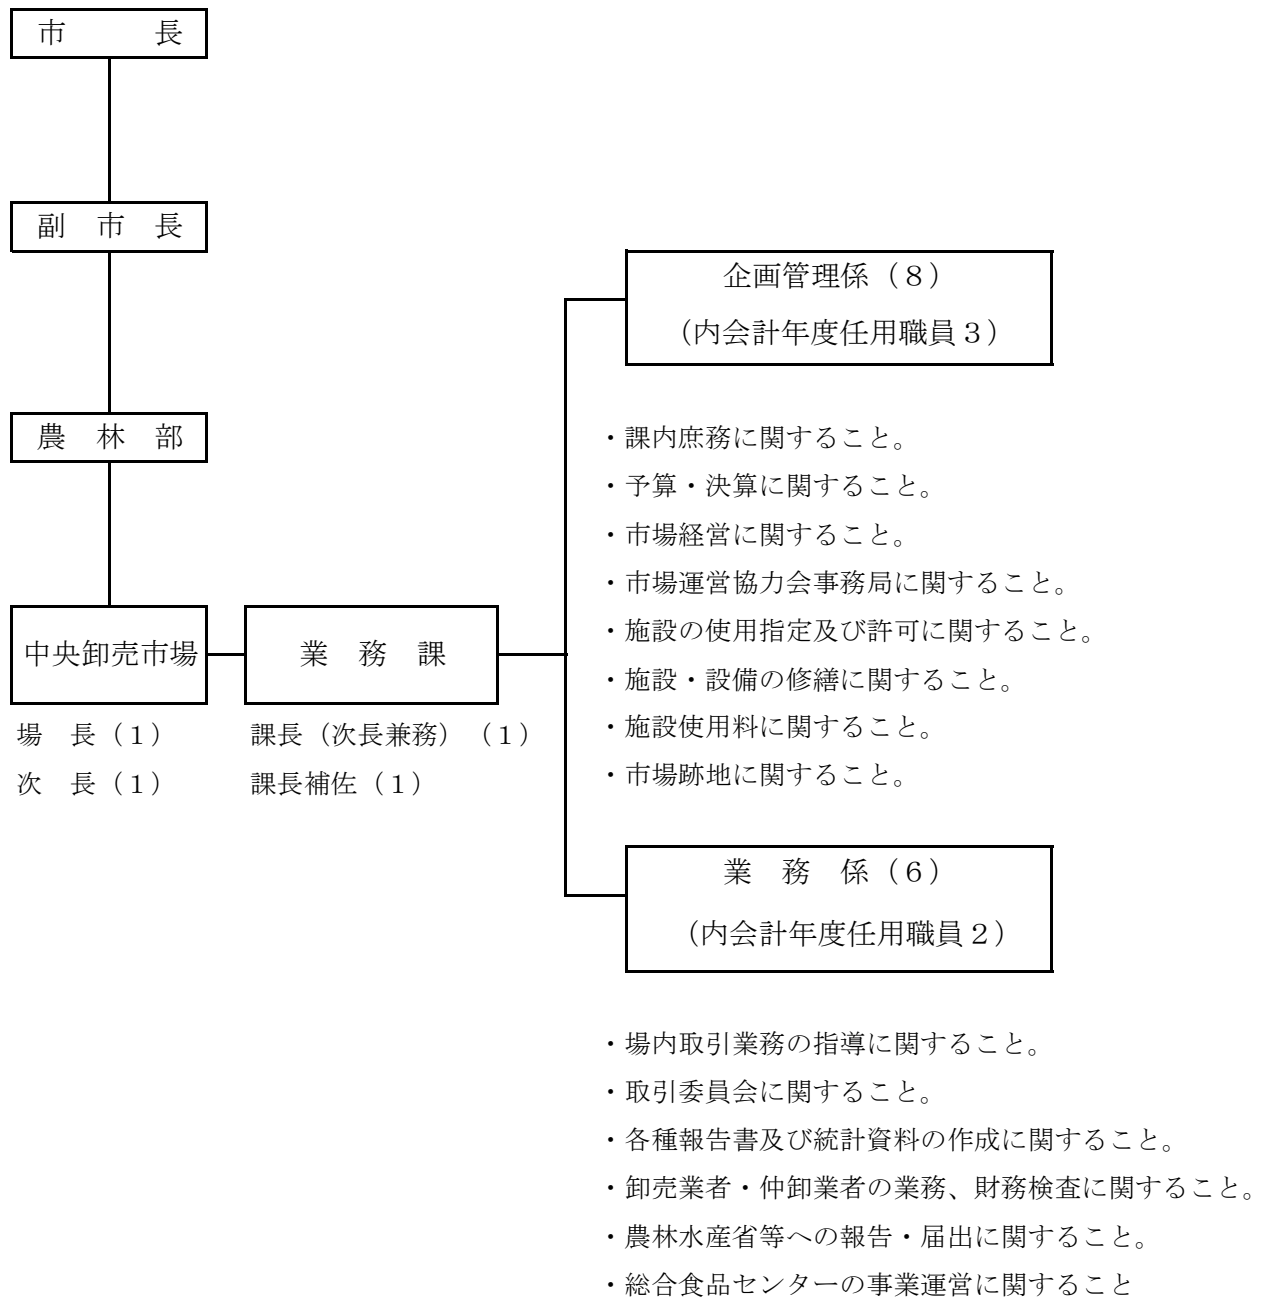 市　　　長
副　市　長
農　林　部
中央卸売市場
場　長（１）
次　長（１）
業　務　課
課長（次長兼務）（１）
課長補佐（１）
企画管理係（８）
（内会計年度任用職員３）
・課内庶務に関すること。
・予算・決算に関すること。
・市場経営に関すること。
・市場運営協力会事務局に関すること。
・施設の使用指定及び許可に関すること。
・施設・設備の修繕に関すること。
・施設使用料に関すること。
・市場跡地に関すること。
業　務　係（６）
（内会計年度任用職員２）
・場内取引業務の指導に関すること。
・取引委員会に関すること。
・各種報告書及び統計資料の作成に関すること。
・卸売業者・仲卸業者の業務、財務検査に関すること。
・農林水産省等への報告・届出に関すること。
・総合食品センターの事業運営に関すること